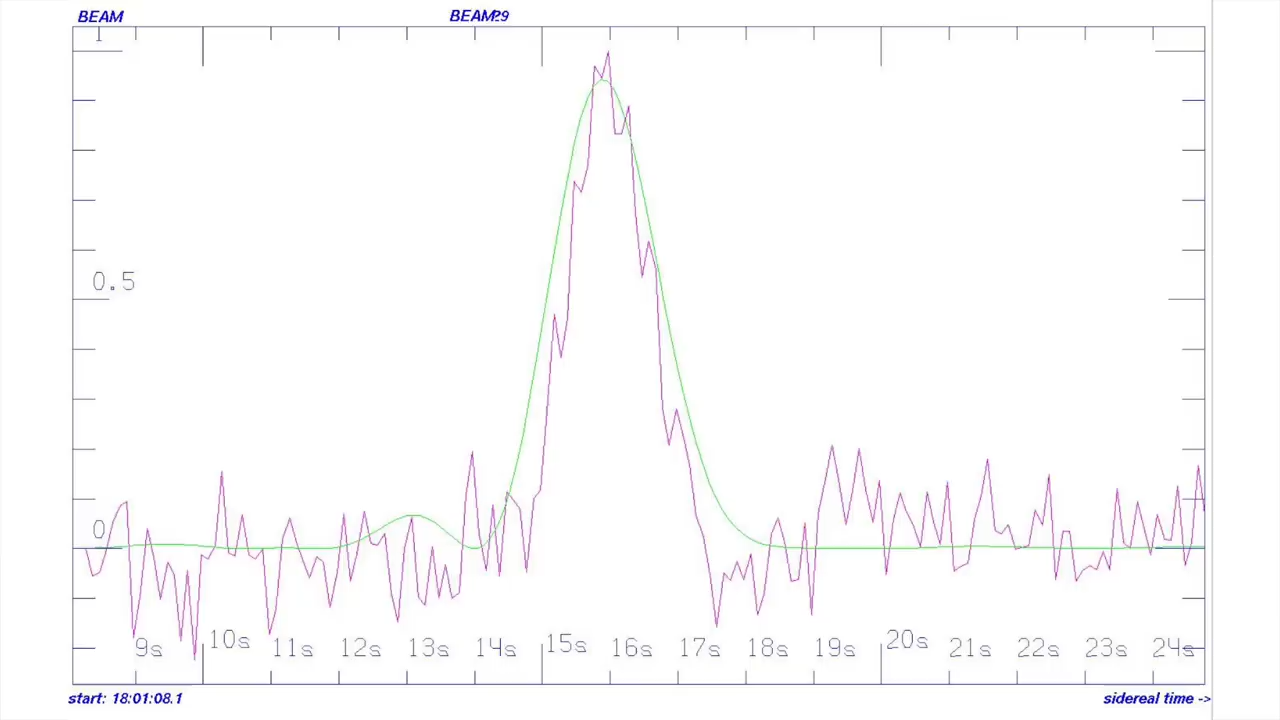 BEAM
BEAM29
1
0.5
0
9s 10s 11s 12s 13s 14s 15s 16s 17s 18s 19s 20s 21s 22s 23s 24s
start: 18:01:08.1
sidereal time ->